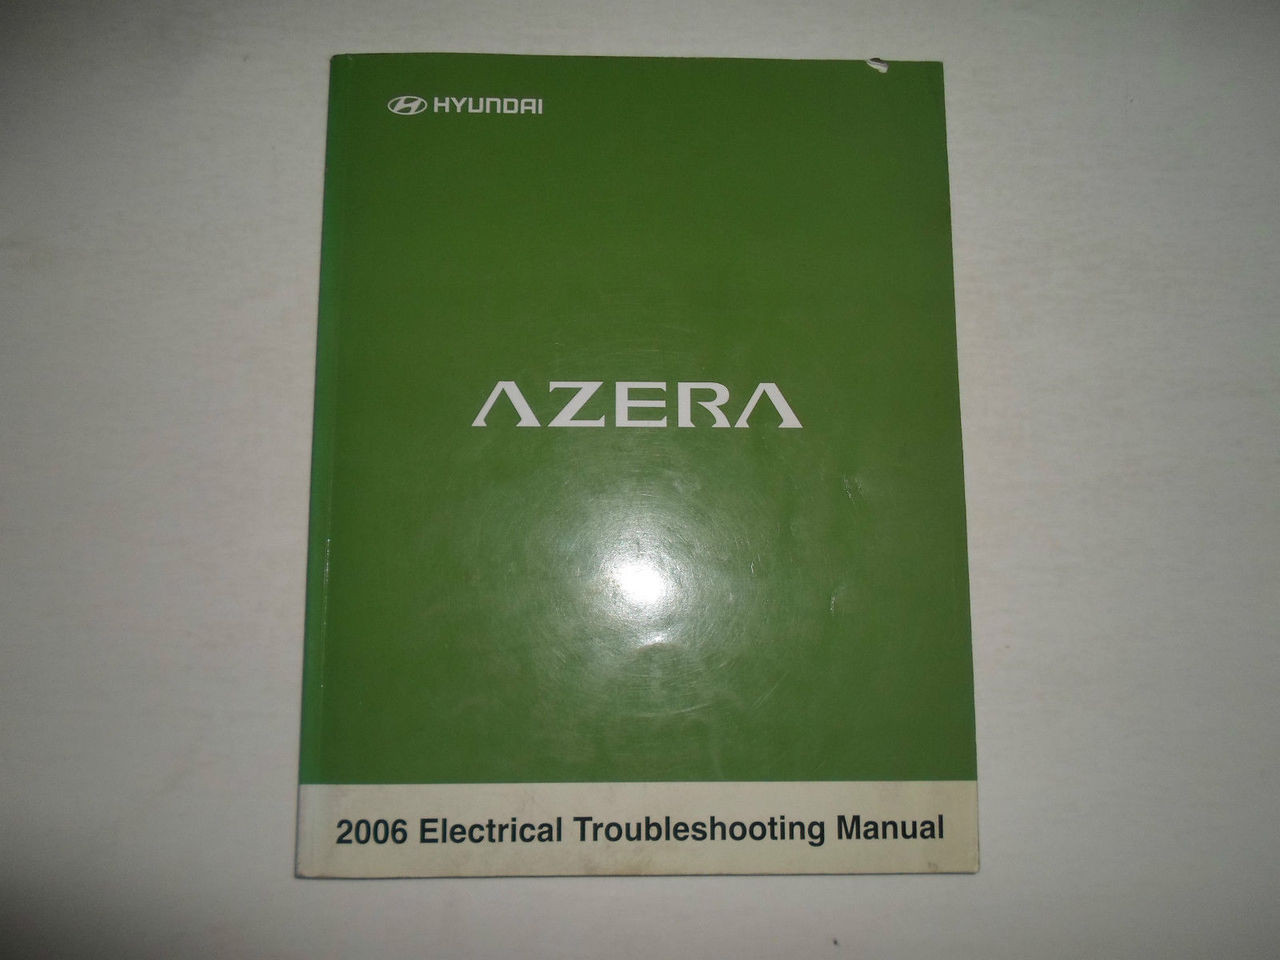 HYUNDAI
AZERA
2006 Electrical Troubleshooting Manual